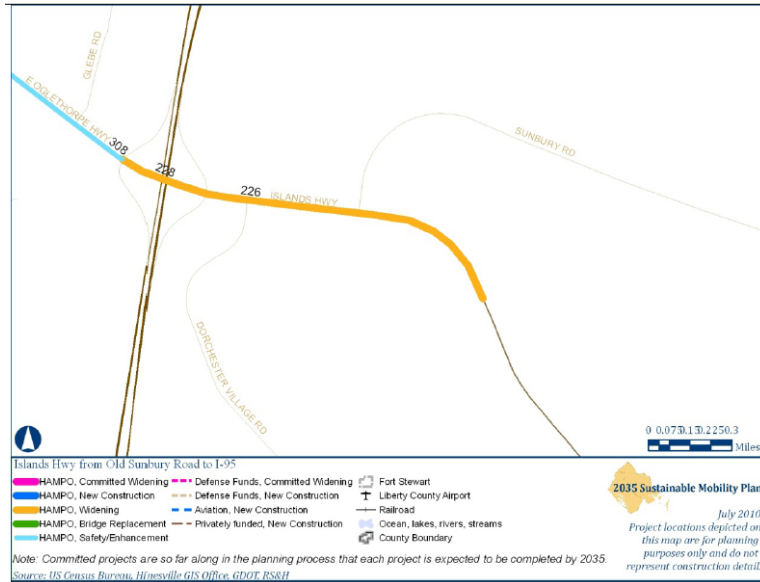 GLEBE RD
E OGLETHORPE HWY
308
228
226
ISLANDS HWY
SUNBURY RD
DORCHESTER VILLAGE RD
0 0.075 0.15 0.225 0.3
Miles
Islands Hwy from Old Sunbury Road to I-95
HAMPO, Committed Widening
HAMPO, New Construction
HAMPO, Widening
HAMPO, Bridge Replacement
HAMPO, Safety/Enhancement
Defense Funds, Committed Widening
Defense Funds, New Construction
Aviation, New Construction
Privately funded, New Construction
Fort Stewart
Liberty County Airport
Railroad
Ocean, lakes, rivers, streams
County Boundary
Note: Committed projects are so far along in the planning process that each project is expected to be completed by 2035.
Source: US Census Bureau, Hinesville GIS Office, GDOT, RS&H
2035 Sustainable Mobility Plan
July 2010
Project locations depicted on
this map are for planning
purposes only and do not
represent construction detail